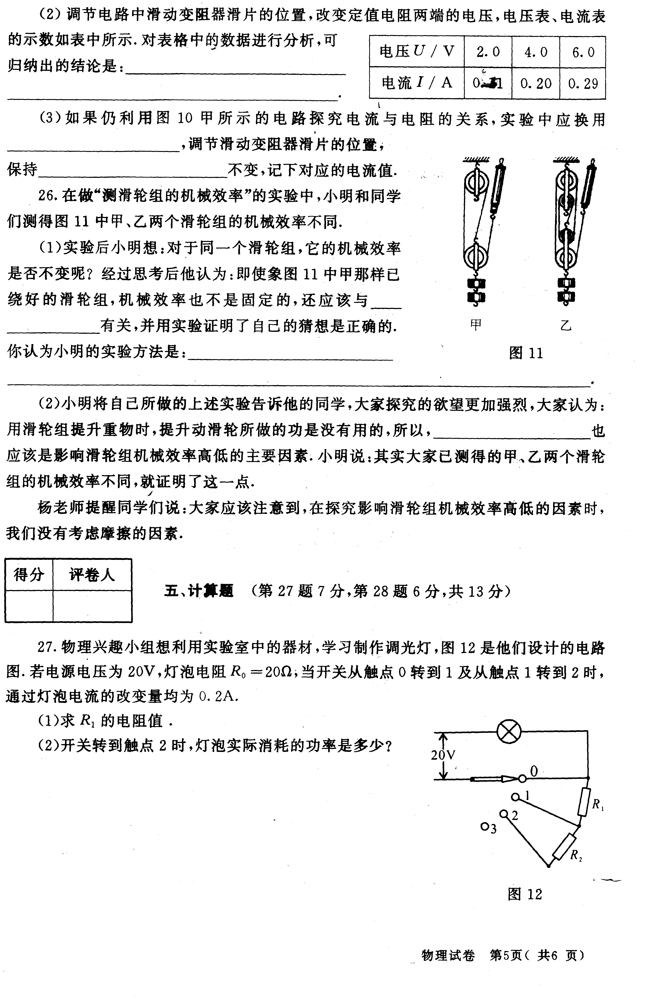 (2) 调节电路中滑动变阻器滑片的位置,改变定值电阻两端的电压,电压表、电流表
的示数如表中所示.对表格中的数据进行分析,可
归纳出的结论是:
.
电压U / V 2.0 4.0 6.0
电流 I / A 0. 1 0.20 0.29
(3)如果仍利用图 10 甲所示的电路探究电流与电阻的关系,实验中应换用
,调节滑动变阻器滑片的位置,
保持 不变,记下对应的电流值.
26.在做“测滑轮组的机械效率”的实验中,小明和同学
们测得图 11 中甲、乙两个滑轮组的机械效率不同.
(1)实验后小明想:对于同一个滑轮组,它的机械效率
是否不变呢? 经过思考后他认为:即使象图 11 中甲那样已
绕好的滑轮组,机械效率也不是固定的,还应该与
有关,并用实验证明了自己的猜想是正确的.
你认为小明的实验方法是:
.
甲 乙
图 11
(2)小明将自己所做的上述实验告诉他的同学,大家探究的欲望更加强烈,大家认为:
用滑轮组提升重物时,提升动滑轮所做的功是没有用的,所以, 也
应该是影响滑轮组机械效率高低的主要因素.小明说:其实大家已测得的甲、乙两个滑轮
组的机械效率不同,就证明了这一点.
杨老师提醒同学们说:大家应该注意到,在探究影响滑轮组机械效率高低的因素时,
我们没有考虑摩擦的因素.
得分 评卷人
五、计算题 (第 27 题 7 分,第 28 题 6 分,共 13 分)
27.物理兴趣小组想利用实验室中的器材,学习制作调光灯,图 12 是他们设计的电路
图.若电源电压为 20V,灯泡电阻 R₀=20Ω,当开关从触点 0 转到 1 及从触点 1 转到 2 时,
通过灯泡电流的改变量均为 0.2A.
(1)求 R₁ 的电阻值.
(2)开关转到触点 2 时,灯泡实际消耗的功率是多少?
20V
0
1
R₁
2
3
R₂
图 12
物理试卷 第5页( 共6 页)